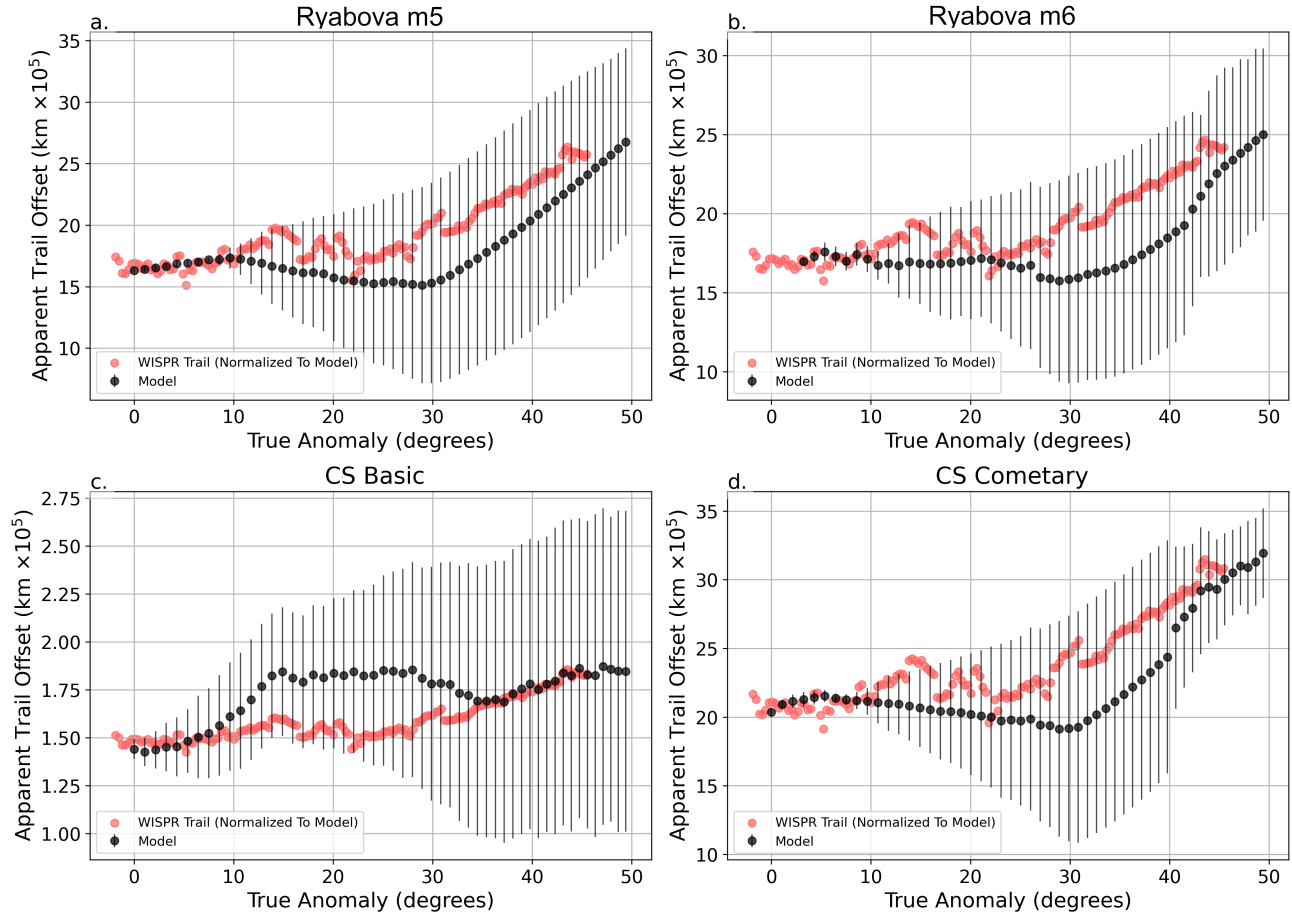 a.
Ryabova m5
Apparent Trail Offset (km ×10⁵)
35
30
25
20
15
10
WISPR Trail (Normalized To Model)
Model
0 10 20 30 40 50
True Anomaly (degrees)
b.
Ryabova m6
Apparent Trail Offset (km ×10⁵)
30
25
20
15
10
WISPR Trail (Normalized To Model)
Model
0 10 20 30 40 50
True Anomaly (degrees)
c.
CS Basic
Apparent Trail Offset (km ×10⁵)
2.75
2.50
2.25
2.00
1.75
1.50
1.25
1.00
WISPR Trail (Normalized To Model)
Model
0 10 20 30 40 50
True Anomaly (degrees)
d.
CS Cometary
Apparent Trail Offset (km ×10⁵)
35
30
25
20
15
10
WISPR Trail (Normalized To Model)
Model
0 10 20 30 40 50
True Anomaly (degrees)